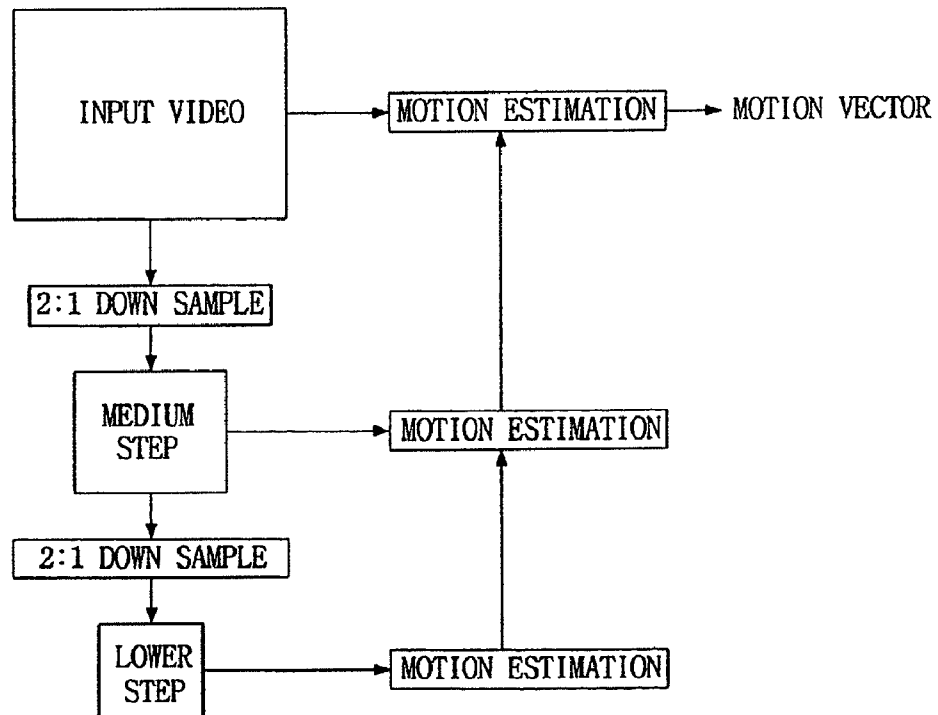 INPUT VIDEO
MOTION ESTIMATION
MOTION VECTOR
2:1 DOWN SAMPLE
MEDIUM
STEP
MOTION ESTIMATION
2:1 DOWN SAMPLE
LOWER
STEP
MOTION ESTIMATION